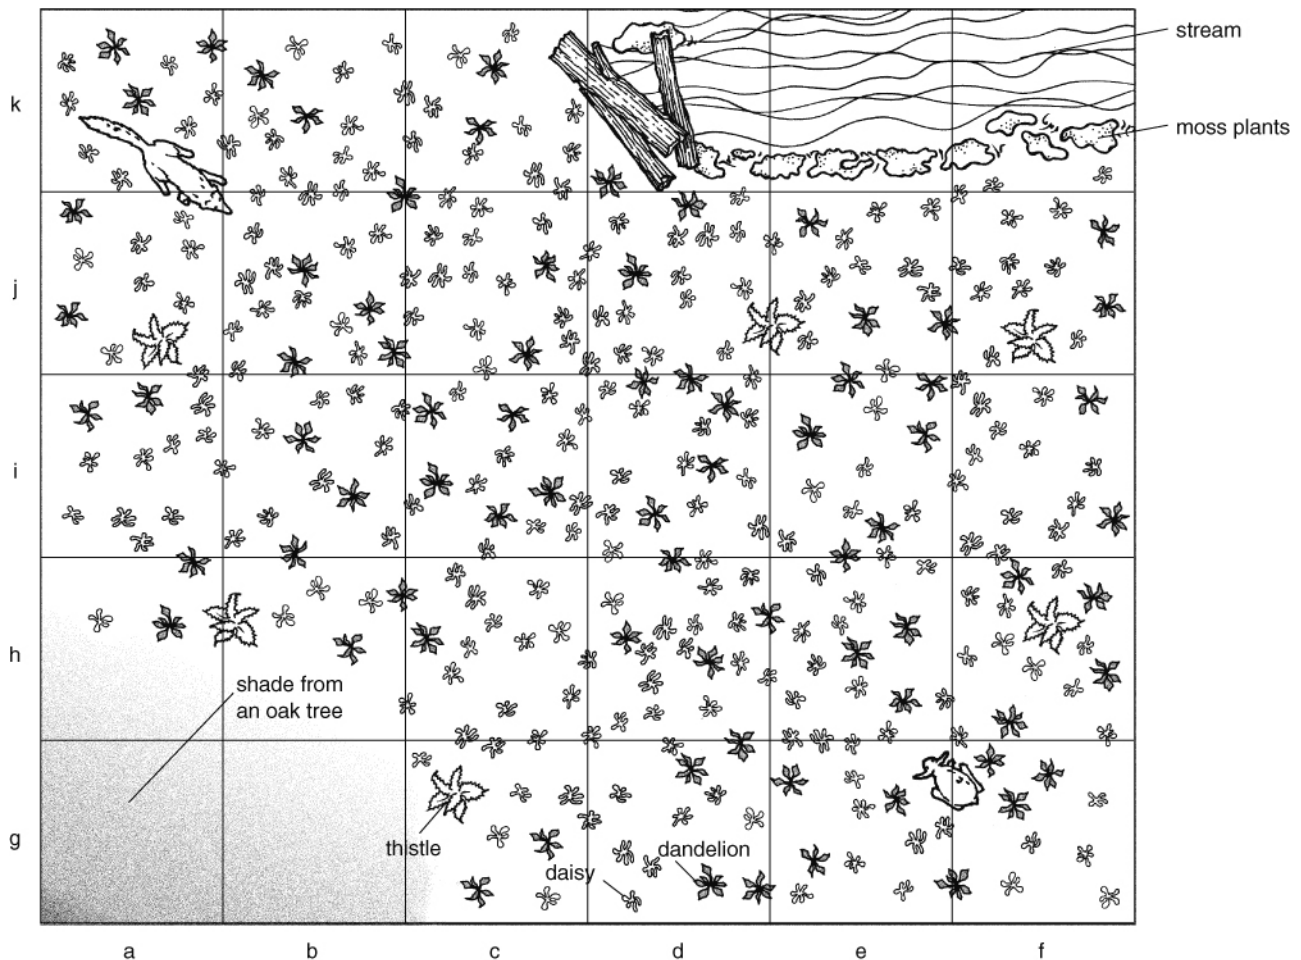 stream
k
moss plants
j
i
h
shade from
an oak tree
g
thistle
dandelion
daisy
a
b
c
d
e
f